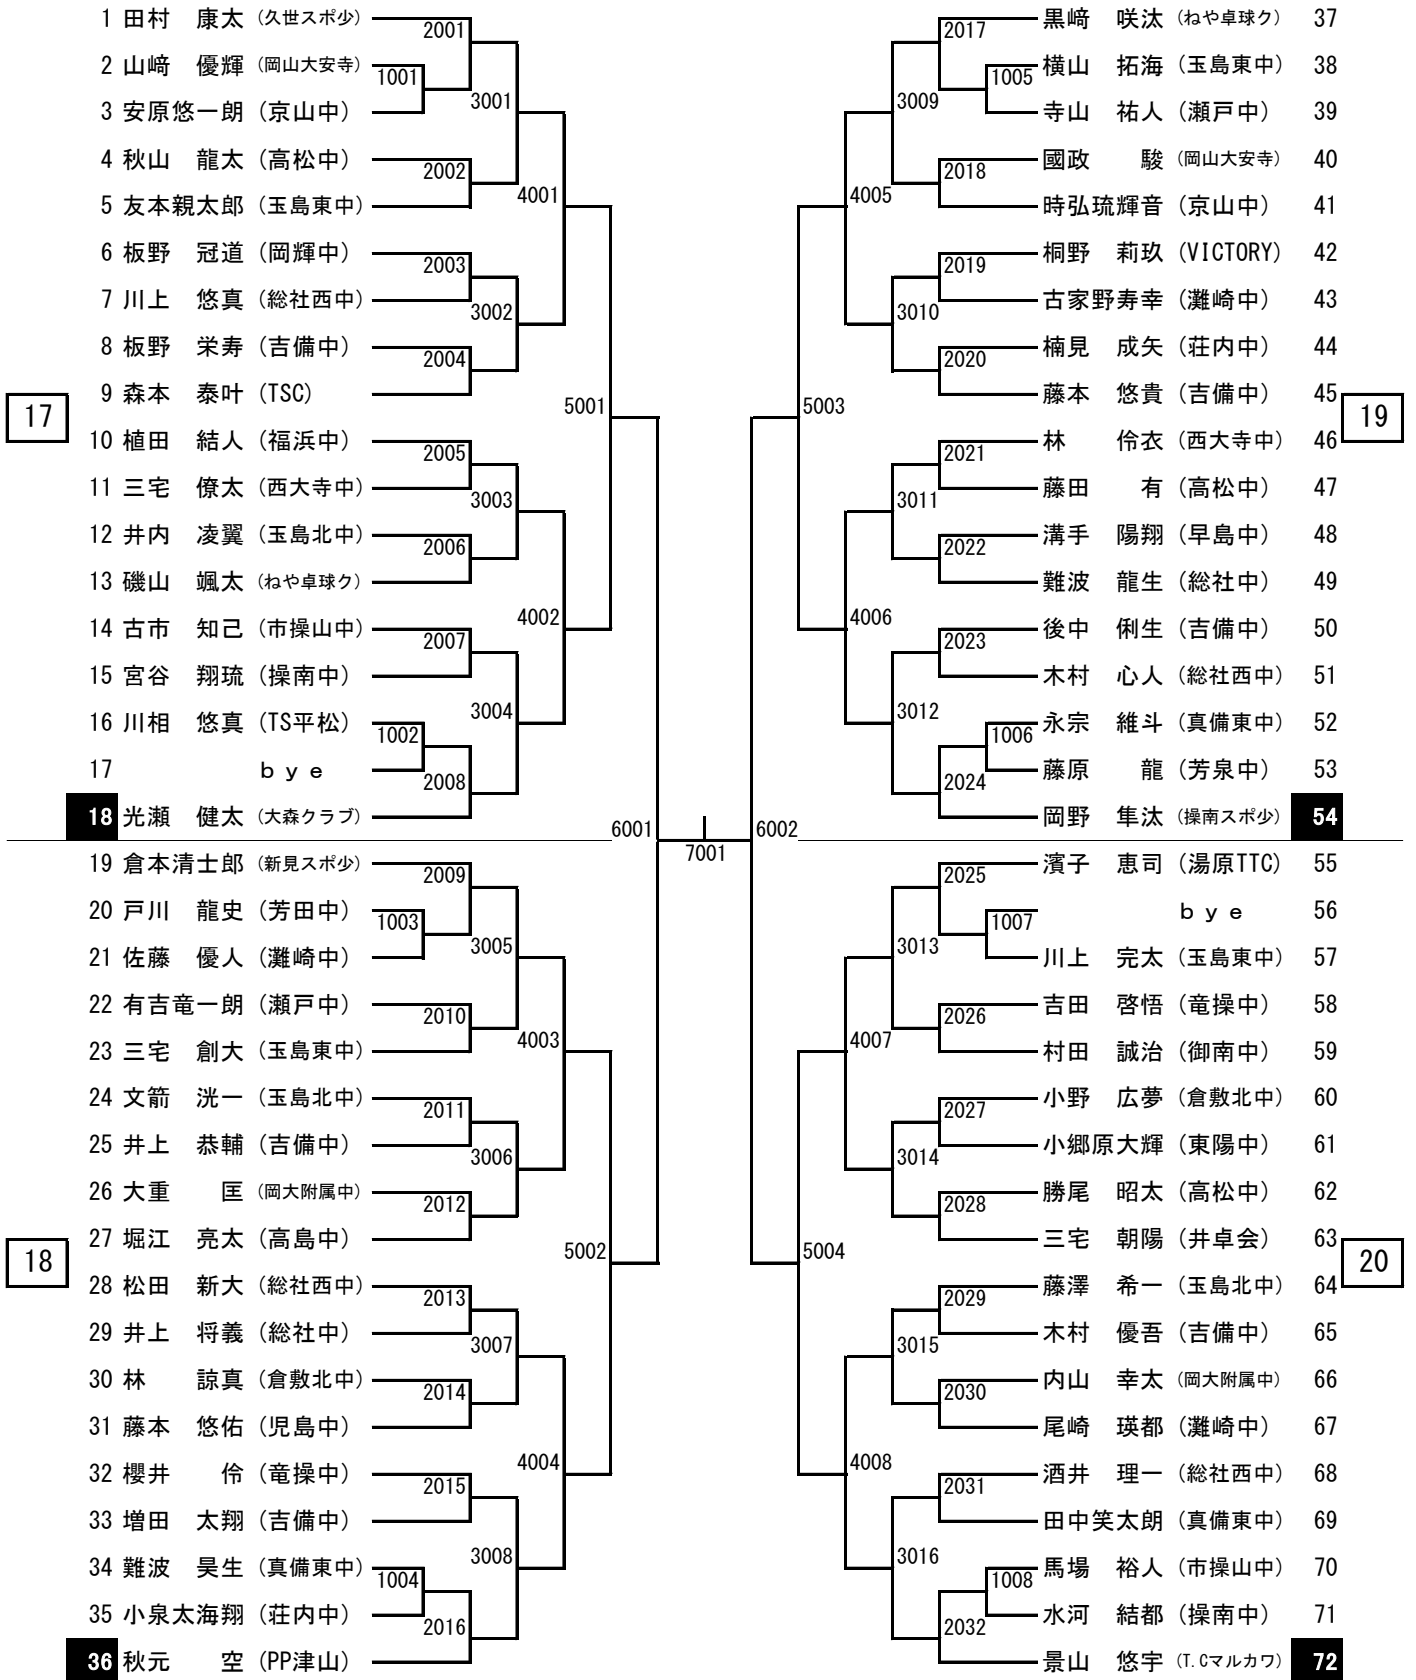 1 田村　康太 (久世スポ少)
2 山﨑　優輝 (岡山大安寺)
3 安原悠一朗 (京山中)
4 秋山　龍太 (高松中)
5 友本親太郎 (玉島東中)
6 板野　冠道 (岡輝中)
7 川上　悠真 (総社西中)
8 板野　栄寿 (吉備中)
9 森本　泰叶 (TSC)
10 植田　結人 (福浜中)
11 三宅　僚太 (西大寺中)
12 井内　凌翼 (玉島北中)
13 磯山　颯太 (ねや卓球ク)
14 古市　知己 (市操山中)
15 宮谷　翔琉 (操南中)
16 川相　悠真 (TS平松)
17 ｂｙｅ
18 光瀬　健太 (大森クラブ)
17
2001
1001
3001
2002
4001
2003
3002
2004
5001
2005
3003
2006
4002
2007
3004
1002
2008
6001
19 倉本清士郎 (新見スポ少)
20 戸川　龍史 (芳田中)
21 佐藤　優人 (灘崎中)
22 有吉竜一朗 (瀬戸中)
23 三宅　創大 (玉島東中)
24 文箭　洸一 (玉島北中)
25 井上　恭輔 (吉備中)
26 大重　　匡 (岡大附属中)
27 堀江　亮太 (高島中)
28 松田　新大 (総社西中)
29 井上　将義 (総社中)
30 林　　諒真 (倉敷北中)
31 藤本　悠佑 (児島中)
32 櫻井　　伶 (竜操中)
33 増田　太翔 (吉備中)
34 難波　昊生 (真備東中)
35 小泉太海翔 (荘内中)
36 秋元　　空 (PP津山)
18
2009
1003
3005
2010
4003
2011
3006
2012
5002
2013
3007
2014
4004
2015
3008
1004
2016
7001
黒﨑　咲汰 (ねや卓球ク) 37
横山　拓海 (玉島東中) 38
寺山　祐人 (瀬戸中) 39
國政　　駿 (岡山大安寺) 40
時弘琉輝音 (京山中) 41
桐野　莉玖 (VICTORY) 42
古家野寿幸 (灘崎中) 43
楠見　成矢 (荘内中) 44
藤本　悠貴 (吉備中) 45
林　　伶衣 (西大寺中) 46
藤田　　有 (高松中) 47
溝手　陽翔 (早島中) 48
難波　龍生 (総社中) 49
後中　俐生 (吉備中) 50
木村　心人 (総社西中) 51
永宗　維斗 (真備東中) 52
藤原　　龍 (芳泉中) 53
岡野　隼汰 (操南スポ少) 54
19
2017
1005
3009
2018
4005
2019
3010
2020
5003
2021
3011
2022
4006
2023
3012
1006
2024
6002
濱子　恵司 (湯原TTC) 55
ｂｙｅ 56
川上　完太 (玉島東中) 57
吉田　啓悟 (竜操中) 58
村田　誠治 (御南中) 59
小野　広夢 (倉敷北中) 60
小郷原大輝 (東陽中) 61
勝尾　昭太 (高松中) 62
三宅　朝陽 (井卓会) 63
藤澤　希一 (玉島北中) 64
木村　優吾 (吉備中) 65
内山　幸太 (岡大附属中) 66
尾崎　瑛都 (灘崎中) 67
酒井　理一 (総社西中) 68
田中笑太朗 (真備東中) 69
馬場　裕人 (市操山中) 70
水河　結都 (操南中) 71
景山　悠宇 (T.Cマルカワ) 72
20
2025
1007
3013
2026
4007
2027
3014
2028
5004
2029
3015
2030
4008
2031
3016
1008
2032